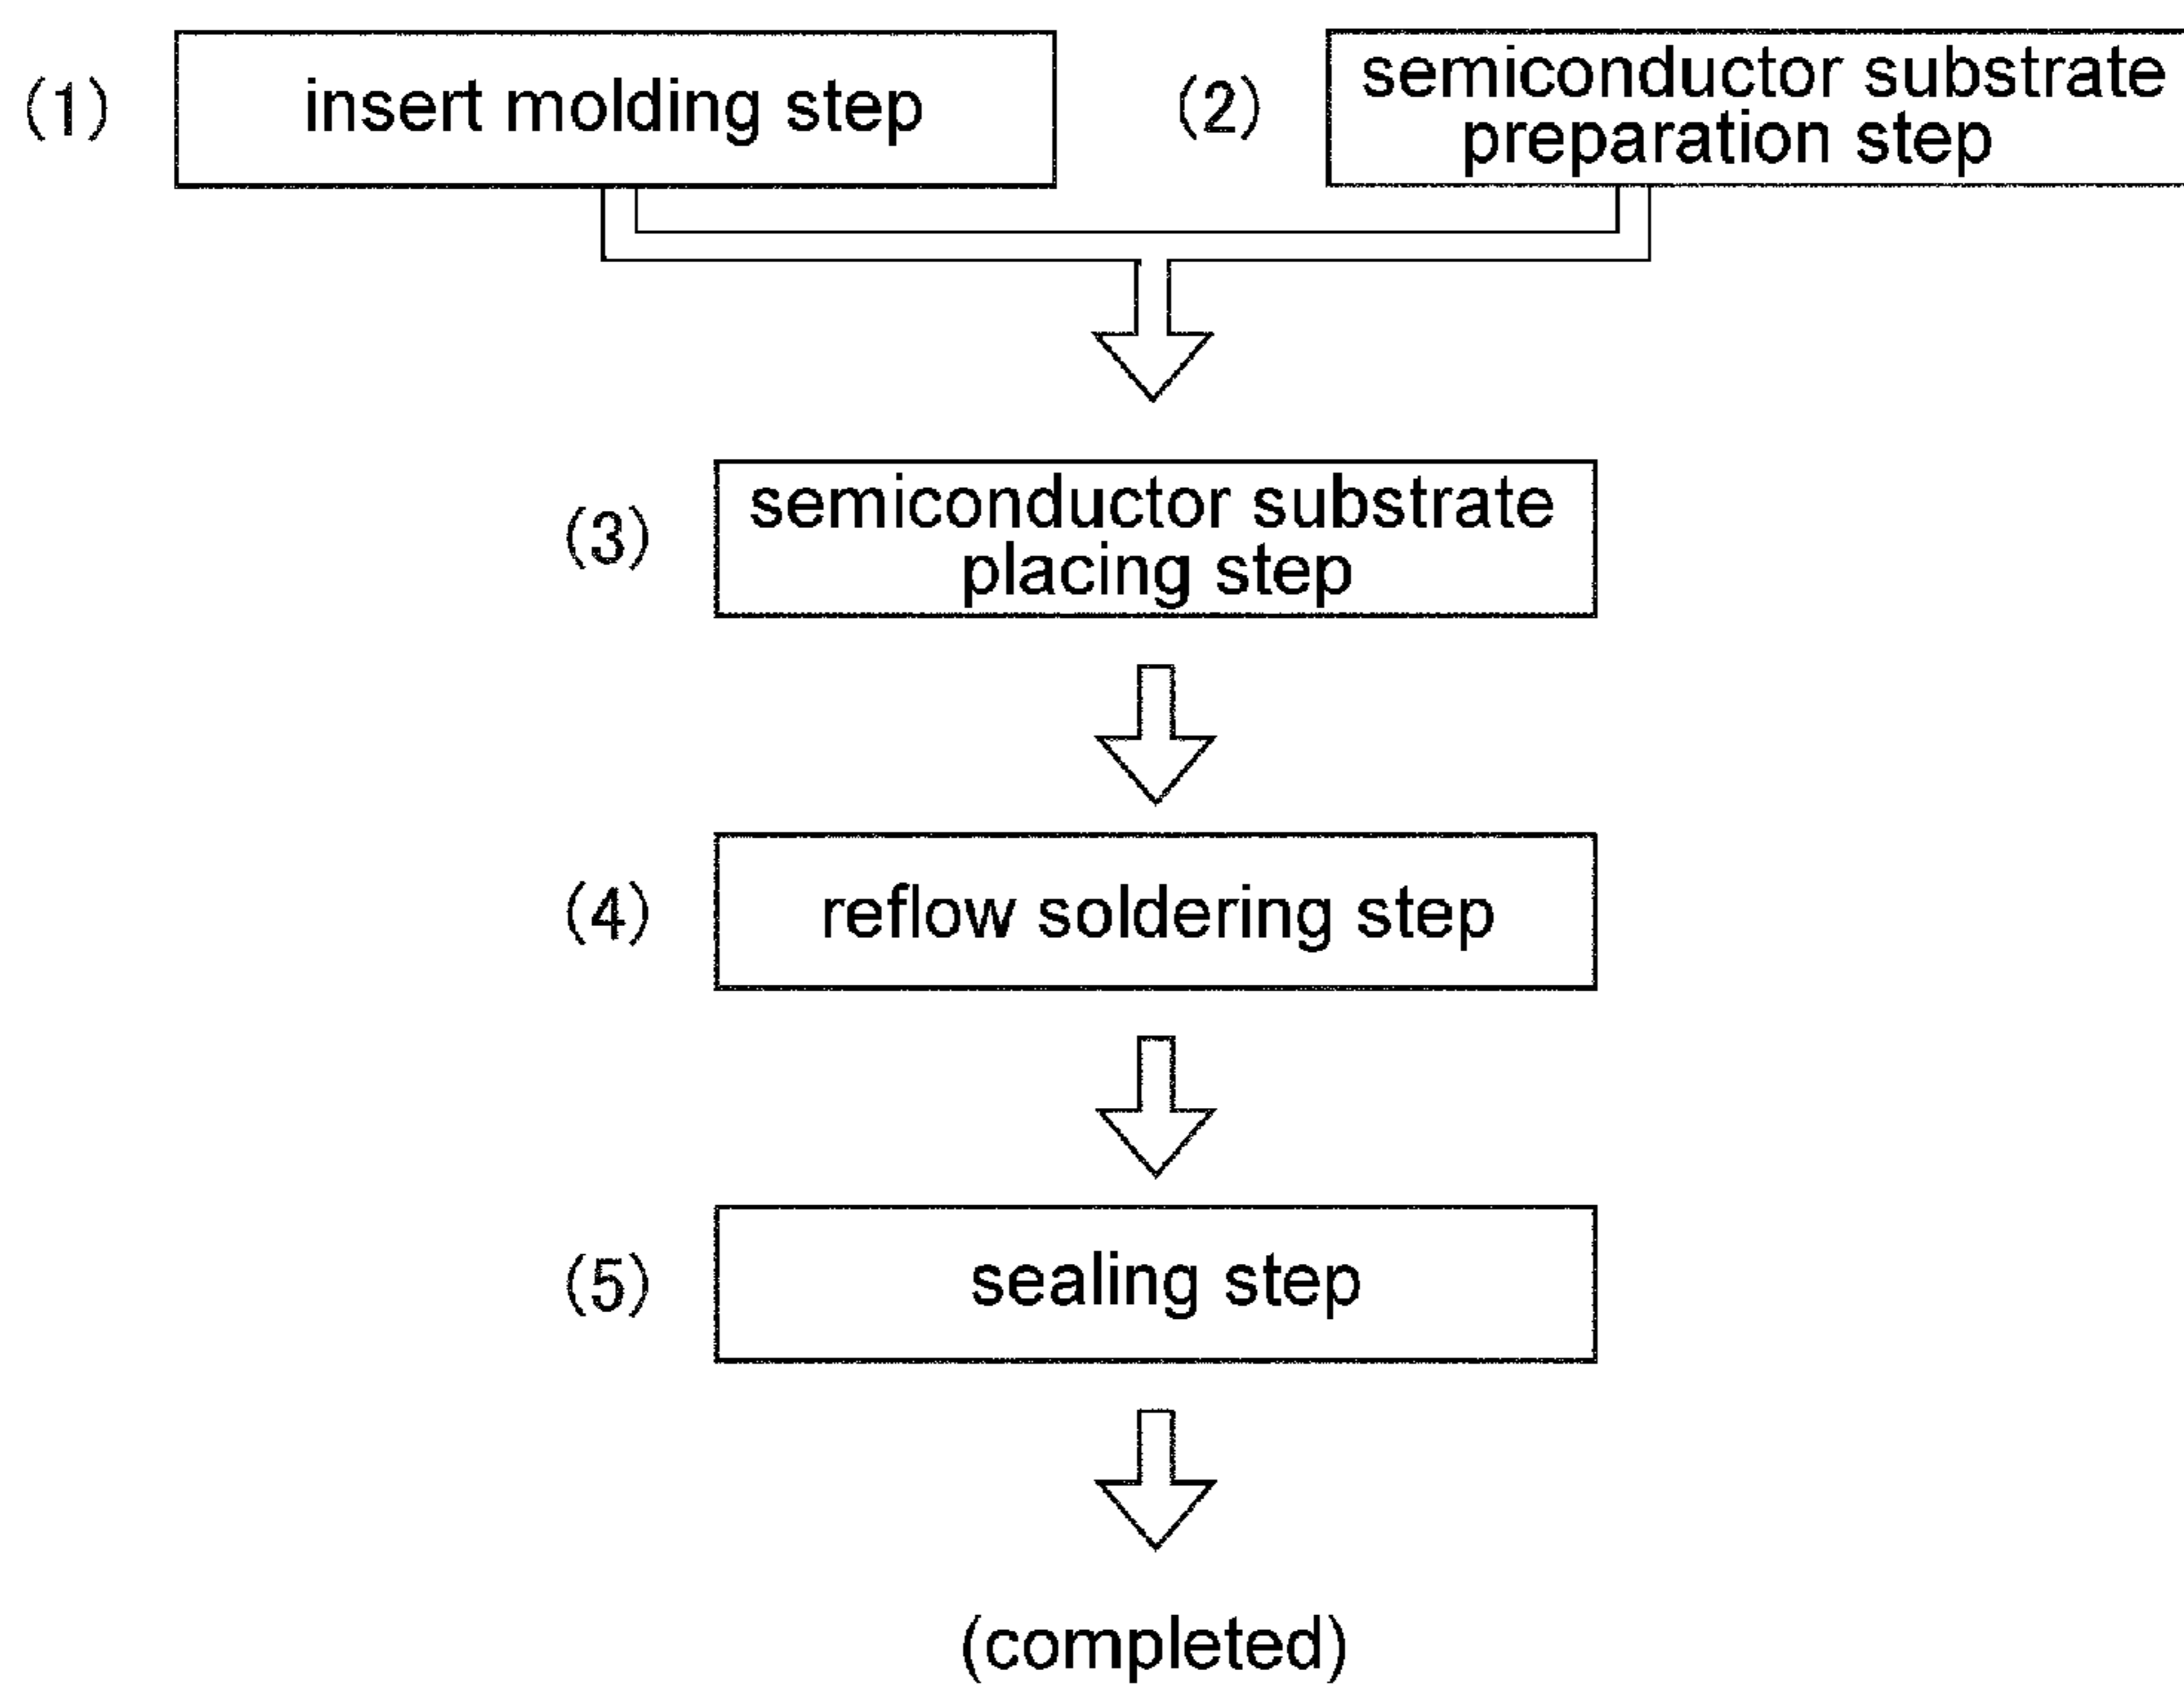 (1) insert molding step
(2) semiconductor substrate
preparation step
(3) semiconductor substrate
placing step
(4) reflow soldering step
(5) sealing step
(completed)